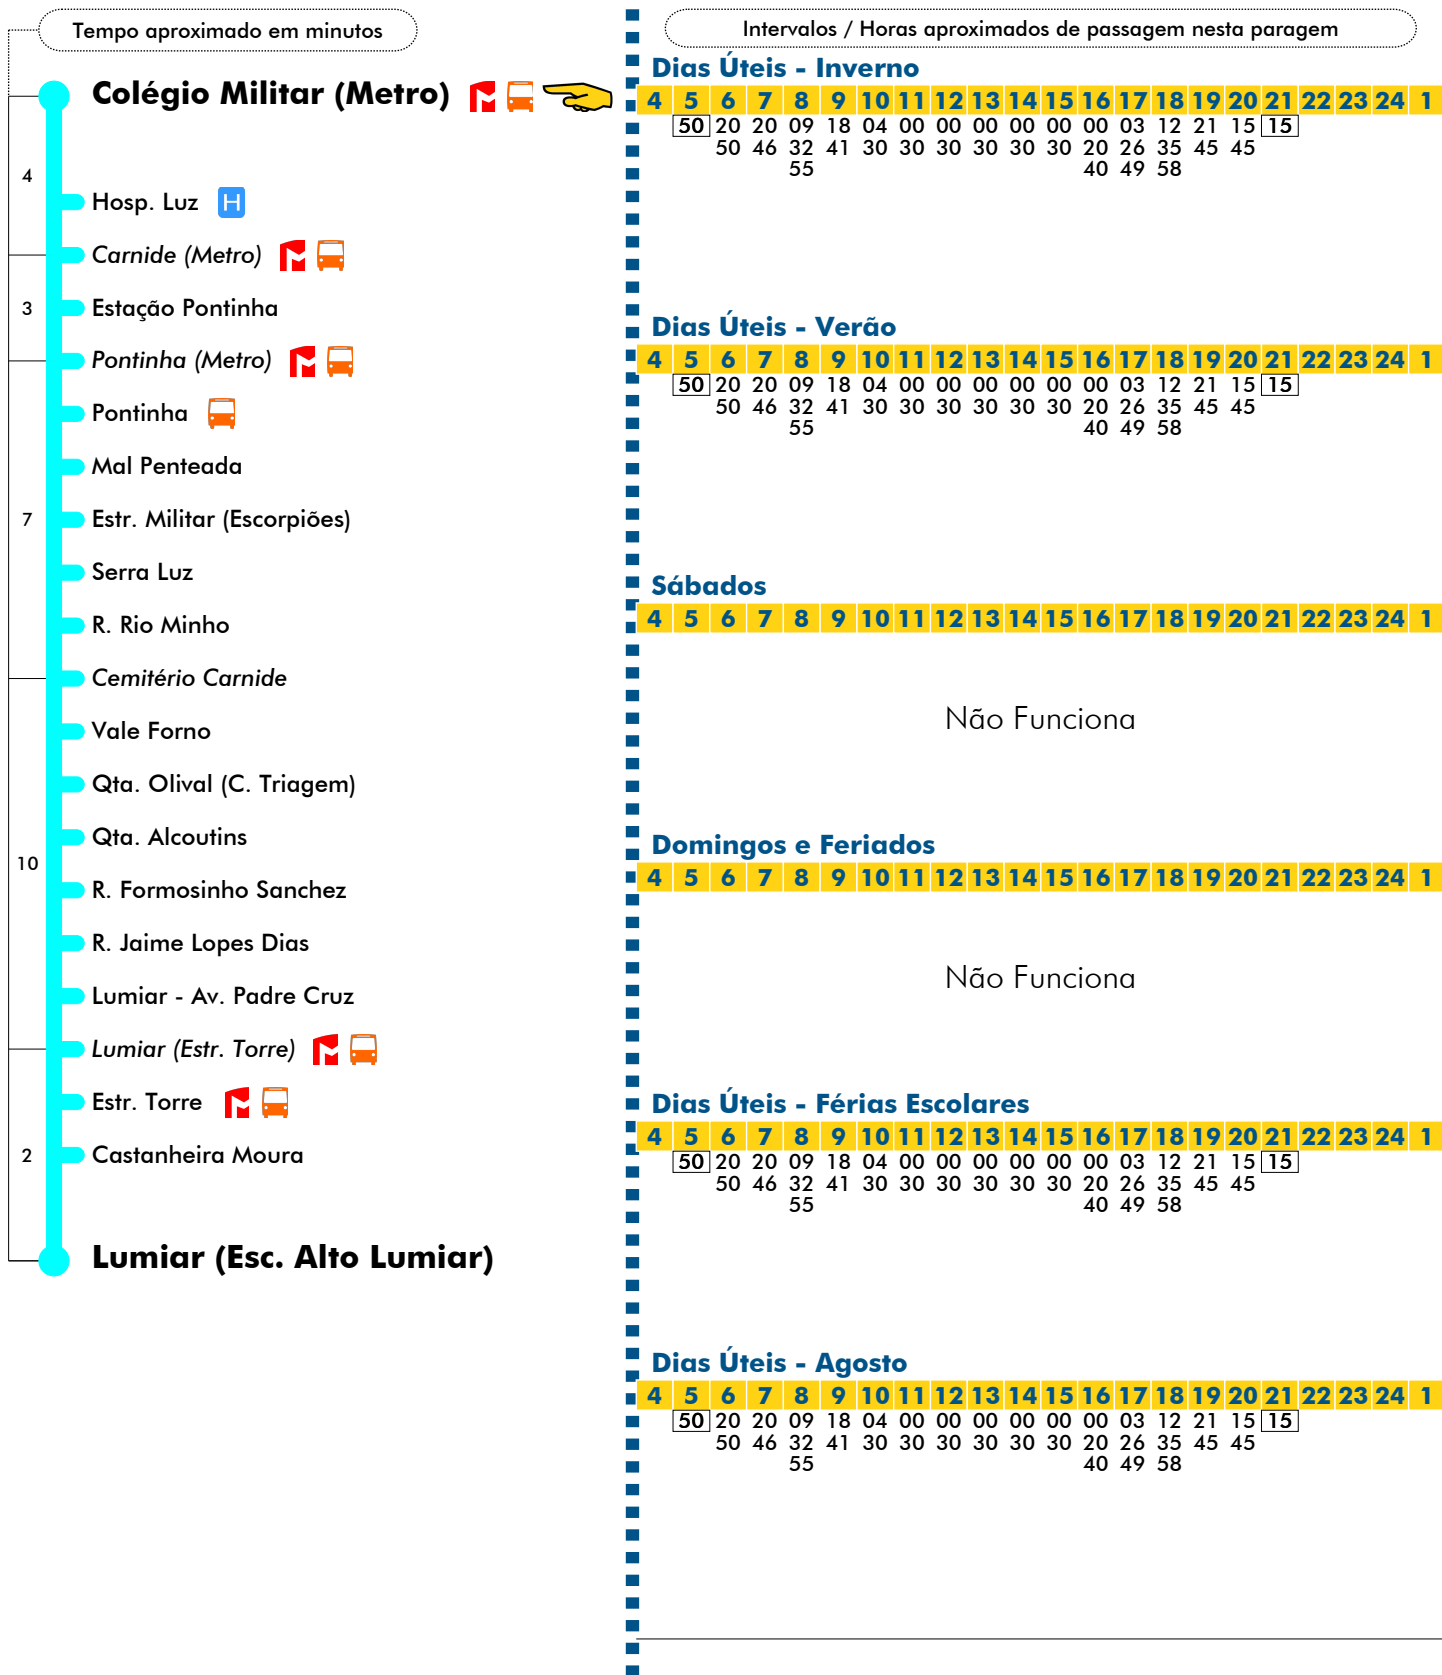 Tempo aproximado em minutos
Colégio Militar (Metro)
4
Hosp. Luz H
Carnide (Metro)
3
Estação Pontinha
Pontinha (Metro)
Pontinha
Mal Penteada
7
Estr. Militar (Escorpiões)
Serra Luz
R. Rio Minho
Cemitério Carnide
Vale Forno
Qta. Olival (C. Triagem)
Qta. Alcoutins
10
R. Formosinho Sanchez
R. Jaime Lopes Dias
Lumiar - Av. Padre Cruz
Lumiar (Estr. Torre)
Estr. Torre
2
Castanheira Moura
Lumiar (Esc. Alto Lumiar)
Intervalos / Horas aproximados de passagem nesta paragem
Dias Úteis - Inverno
4 5 6 7 8 9 10 11 12 13 14 15 16 17 18 19 20 21 22 23 24 1
50 20 20 09 18 04 00 00 00 00 00 00 03 12 21 15 15
50 46 32 41 30 30 30 30 30 30 20 26 35 45 45
55 40 49 58
Dias Úteis - Verão
4 5 6 7 8 9 10 11 12 13 14 15 16 17 18 19 20 21 22 23 24 1
50 20 20 09 18 04 00 00 00 00 00 00 03 12 21 15 15
50 46 32 41 30 30 30 30 30 30 20 26 35 45 45
55 40 49 58
Sábados
4 5 6 7 8 9 10 11 12 13 14 15 16 17 18 19 20 21 22 23 24 1
Não Funciona
Domingos e Feriados
4 5 6 7 8 9 10 11 12 13 14 15 16 17 18 19 20 21 22 23 24 1
Não Funciona
Dias Úteis - Férias Escolares
4 5 6 7 8 9 10 11 12 13 14 15 16 17 18 19 20 21 22 23 24 1
50 20 20 09 18 04 00 00 00 00 00 00 03 12 21 15 15
50 46 32 41 30 30 30 30 30 30 20 26 35 45 45
55 40 49 58
Dias Úteis - Agosto
4 5 6 7 8 9 10 11 12 13 14 15 16 17 18 19 20 21 22 23 24 1
50 20 20 09 18 04 00 00 00 00 00 00 03 12 21 15 15
50 46 32 41 30 30 30 30 30 30 20 26 35 45 45
55 40 49 58